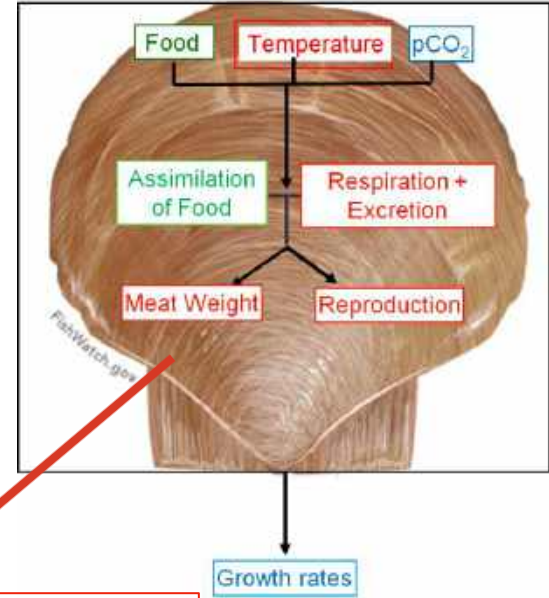 Food Temperature pCO₂
Assimilation of Food
Respiration + Excretion
Meat Weight Reproduction
FishWatch.gov
Growth rates